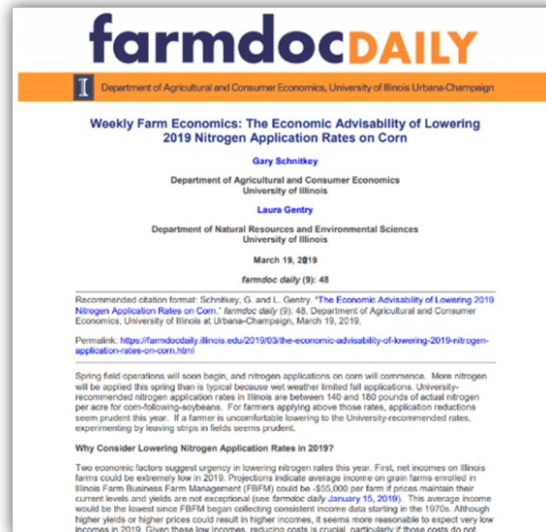 farmdocDAILY
I Department of Agricultural and Consumer Economics, University of Illinois Urbana-Champaign
Weekly Farm Economics: The Economic Advisability of Lowering
2019 Nitrogen Application Rates on Corn
Gary Schnitkey
Department of Agricultural and Consumer Economics
University of Illinois
Laura Gentry
Department of Natural Resources and Environmental Sciences
University of Illinois
March 19, 2019
farmdoc daily (9): 48
Recommended citation format: Schnitkey, G. and L. Gentry. "The Economic Advisability of Lowering 2019
Nitrogen Application Rates on Corn." farmdoc daily (9): 48, Department of Agricultural and Consumer
Economics, University of Illinois at Urbana-Champaign, March 19, 2019.
Permalink: https://farmdocdaily.illinois.edu/2019/03/the-economic-advisability-of-lowering-2019-nitrogen-
application-rates-on-corn.html
Spring field operations will soon begin, and nitrogen applications on corn will commence. More nitrogen
will be applied this spring than is typical because wet weather limited fall applications. University-
recommended nitrogen application rates in Illinois are between 140 and 180 pounds of actual nitrogen
per acre for corn-following-soybeans. For farmers applying above those rates, application reductions
seem prudent this year. If a farmer is uncomfortable lowering to the University-recommended rates,
experimenting by leaving strips in fields seems prudent.
Why Consider Lowering Nitrogen Application Rates in 2019?
Two economic factors suggest urgency in lowering nitrogen rates this year. First, net incomes on Illinois
farms could be extremely low in 2019. Projections indicate average income on grain farms enrolled in
Illinois Farm Business Farm Management (FBFM) could be -$55,000 per farm if prices maintain their
current levels and yields are not exceptional (see farmdoc daily January 15, 2019). This average income
would be the lowest since FBFM began collecting consistent income data starting in the 1970s. Although
higher yields or higher prices could result in higher incomes, it seems more reasonable to expect very low
incomes in 2019. Given these low incomes, reducing costs is crucial, particularly if those costs do not